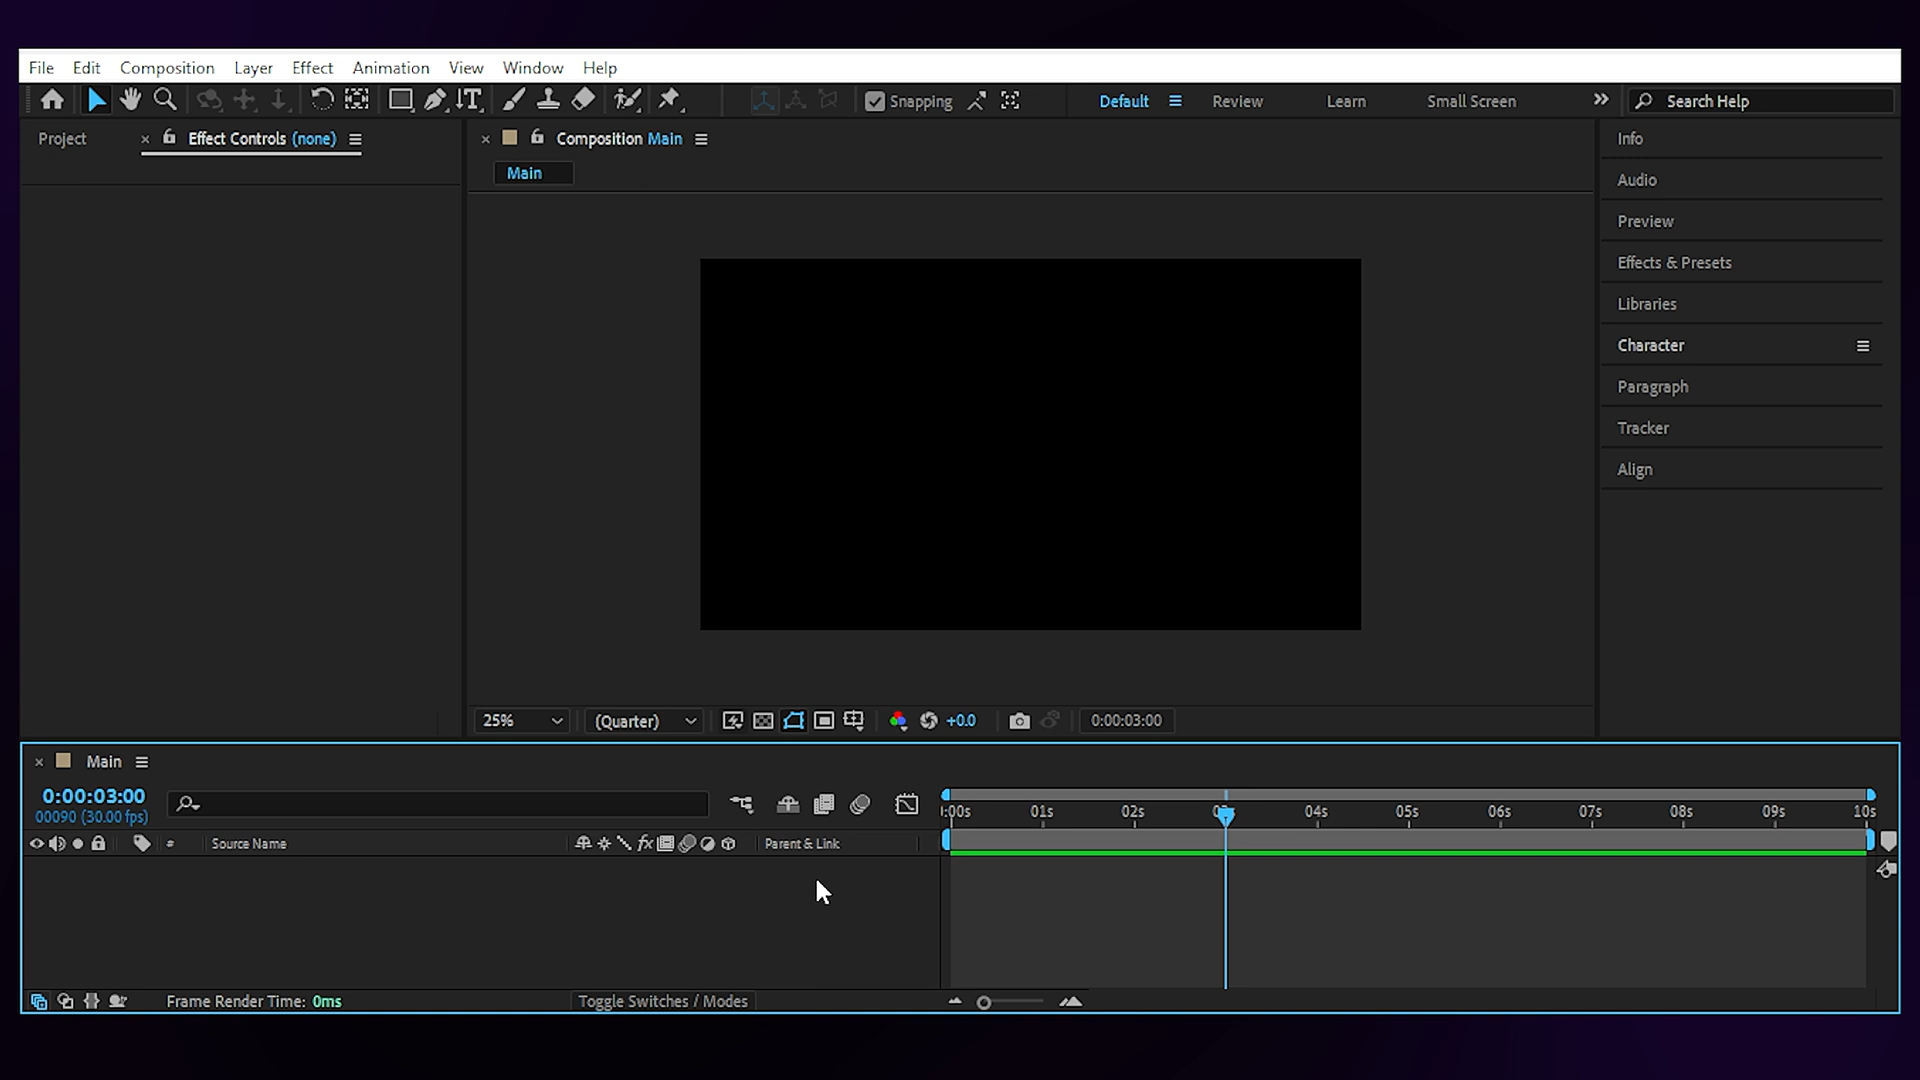 File Edit Composition Layer Effect Animation View Window Help
Snapping Default Review Learn Small Screen Search Help
Project Effect Controls (none) Composition Main
Main
Info
Audio
Preview
Effects & Presets
Libraries
Character
Paragraph
Tracker
Align
25% (Quarter) +0.0 0:00:03:00
Main
0:00:03:00
00090 (30.00 fps)
:00s 01s 02s 04s 05s 06s 07s 08s 09s 10s
# Source Name fx Parent & Link
Frame Render Time: 0ms Toggle Switches / Modes